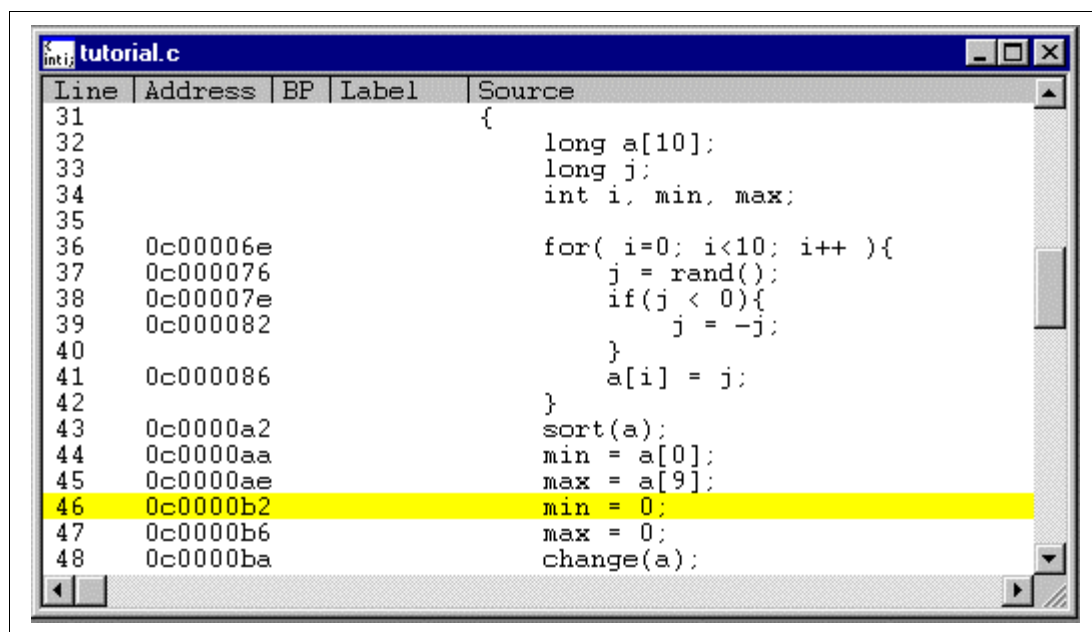 inti; tutorial.c
Line Address BP Label Source
31 {
32 long a[10];
33 long j;
34 int i, min, max;
35
36 0c00006e for( i=0; i<10; i++ ){
37 0c000076 j = rand();
38 0c00007e if(j < 0){
39 0c000082 j = -j;
40 }
41 0c000086 a[i] = j;
42 }
43 0c0000a2 sort(a);
44 0c0000aa min = a[0];
45 0c0000ae max = a[9];
46 0c0000b2 min = 0;
47 0c0000b6 max = 0;
48 0c0000ba change(a);